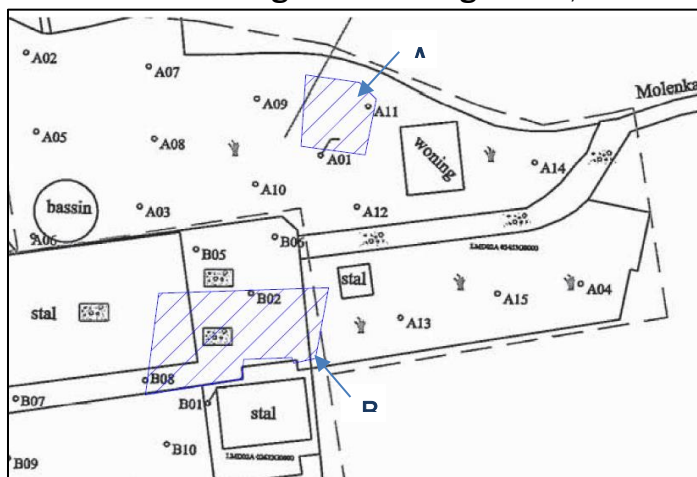 A
A02
A07
Molenka
A09
A11
A05
A08
woning
A01
A14
A10
bassin
A03
A12
A06
B06
B05
stal
B02
A04
stal
A15
A13
B08
B07
B01
stal
B
B10
B09